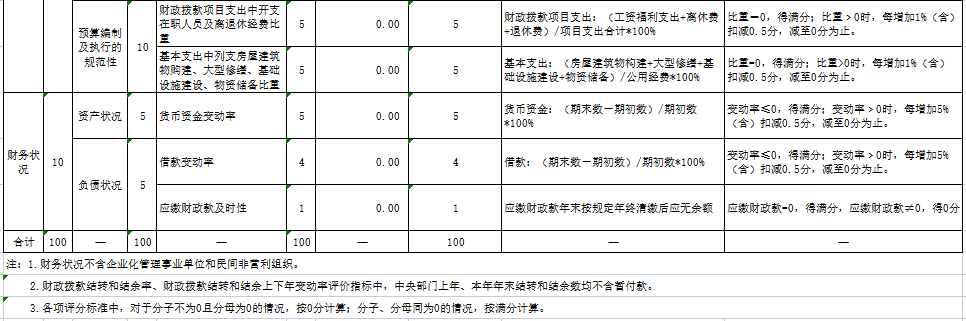 预算编制及执行的规范性 10 财政拨款项目支出中开支在职人员及离退休经费比重 5 0.00 5 财政拨款项目支出：（工资福利支出+离休费+退休费）/项目支出合计*100% 比重＝0，得满分；比重＞0时，每增加1%（含）扣减0.5分，减至0分为止。
基本支出中列支房屋建筑物购建、大型修缮、基础设施建设、物资储备比重 5 0.00 5 基本支出：（房屋建筑物构建+大型修缮+基础设施建设+物资储备）/公用经费*100% 比重=0，得满分；比重>0时，每增加1%（含）扣减0.5分，减至0分为止。
财务状况 10 资产状况 5 货币资金变动率 5 0.00 5 货币资金：（期末数－期初数）/期初数*100% 变动率≤0，得满分；变动率＞0时，每增加5%（含）扣减0.5分，减至0分为止。
负债状况 5 借款变动率 4 0.00 4 借款：（期末数－期初数）/期初数*100% 变动率≤0，得满分；变动率＞0时，每增加5%（含）扣减0.5分，减至0分为止。
应缴财政款及时性 1 0.00 1 应缴财政款年末按规定年终清缴后应无余额 应缴财政款=0，得满分，应缴财政款≠0，得0分
合计 100 — 100 — 100 — 100 — —
注：1.财务状况不含企业化管理事业单位和民间非营利组织。
2.财政拨款结转和结余率、财政拨款结转和结余上下年变动率评价指标中，中央部门上年、本年年末结转和结余数均不含暂付款。
3.各项评分标准中，对于分子不为0且分母为0的情况，按0分计算；分子、分母同为0的情况，按满分计算。